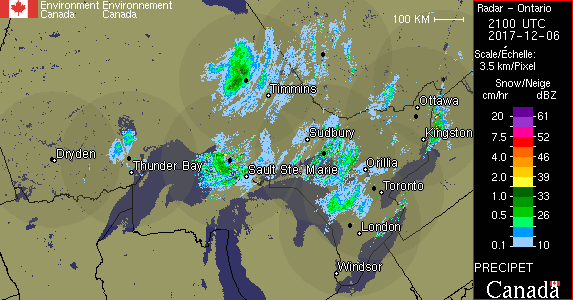 Environment Environnement
Canada Canada
100 KM
Radar - Ontario
2100 UTC
2017-12-06
Scale/Échelle:
3.5 km/Pixel
Snow/Neige
cm/hr dBZ
20 61
7.5 52
4.0 46
2.0 39
1.0 33
0.5 26
0.1 10
PRECIPET
Canada
Timmins
Ottawa
Sudbury
Kingston
Dryden
Thunder Bay
Sault Ste. Marie
Orillia
Toronto
London
Windsor